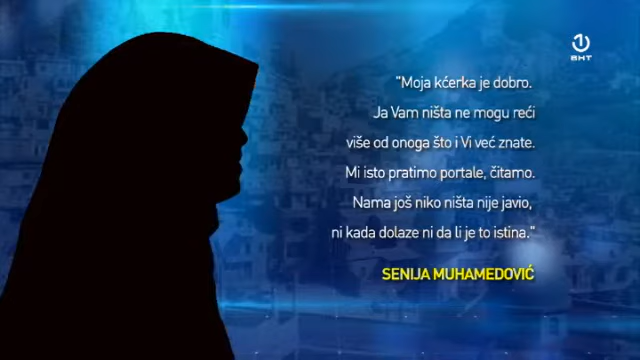 BHT
"Moja kćerka je dobro.
Ja Vam ništa ne mogu reći
više od onoga što i Vi već znate.
Mi isto pratimo portale, čitamo.
Nama još niko ništa nije javio,
ni kada dolaze ni da li je to istina."
SENIJA MUHAMEDOVIĆ